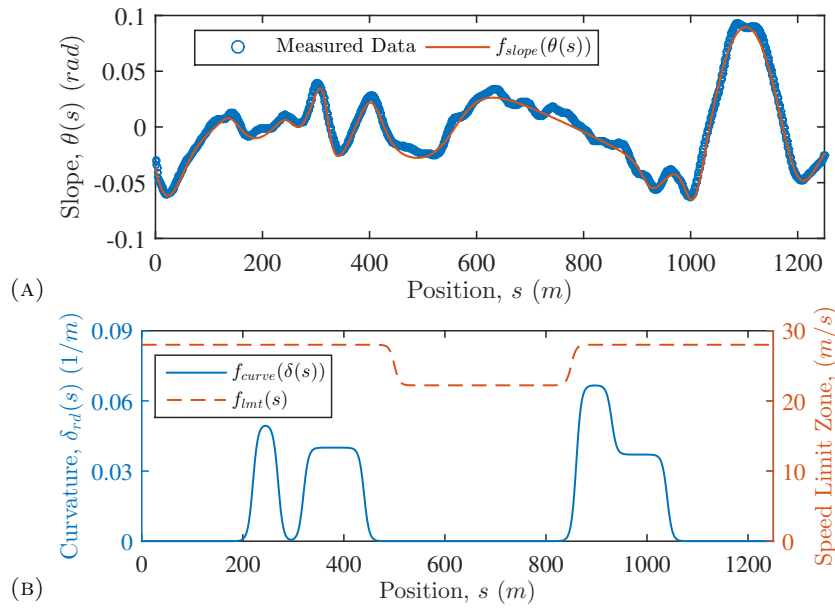 0.1
0.05
0
-0.05
-0.1
Slope, θ(s) (rad)
Measured Data
f_slope(θ(s))
0 200 400 600 800 1000 1200
Position, s (m)
(A)
0.09
0.06
0.03
0
Curvature, δ_rd(s) (1/m)
f_curve(δ(s))
f_lmt(s)
30
20
10
0
Speed Limit Zone, (m/s)
0 200 400 600 800 1000 1200
Position, s (m)
(B)